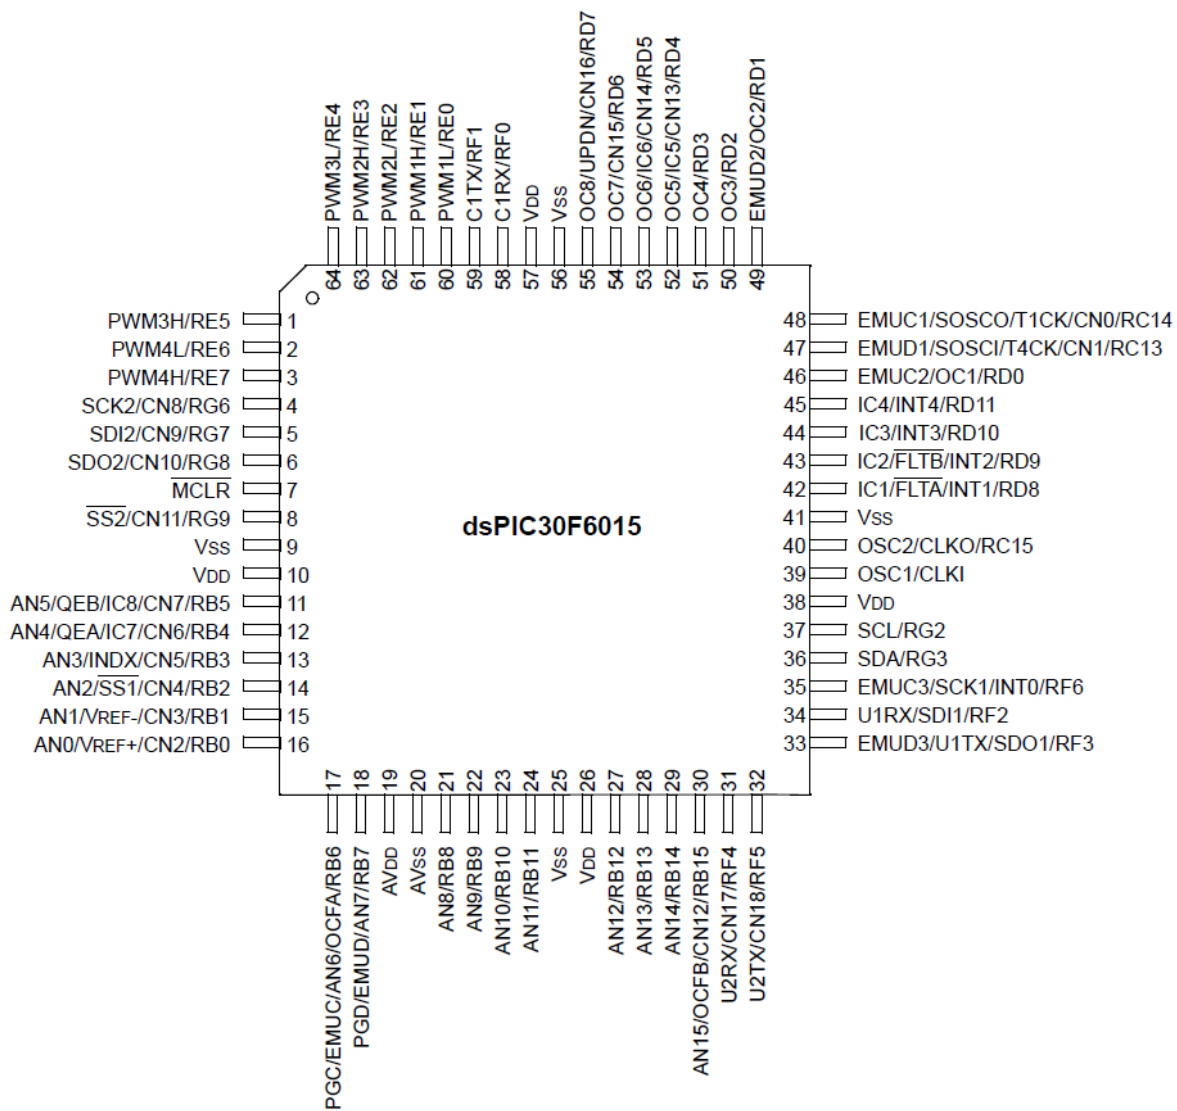 PWM3L/RE4
PWM2H/RE3
PWM2L/RE2
PWM1H/RE1
PWM1L/RE0
C1TX/RF1
C1RX/RF0
VDD
VSS
OC8/UPDN/CN16/RD7
OC7/CN15/RD6
OC6/IC6/CN14/RD5
OC5/IC5/CN13/RD4
OC4/RD3
OC3/RD2
EMUD2/OC2/RD1
64 63 62 61 60 59 58 57 56 55 54 53 52 51 50 49
PWM3H/RE5 1
PWM4L/RE6 2
PWM4H/RE7 3
SCK2/CN8/RG6 4
SDI2/CN9/RG7 5
SDO2/CN10/RG8 6
MCLR 7
SS2/CN11/RG9 8
VSS 9
VDD 10
AN5/QEB/IC8/CN7/RB5 11
AN4/QEA/IC7/CN6/RB4 12
AN3/INDX/CN5/RB3 13
AN2/SS1/CN4/RB2 14
AN1/VREF-/CN3/RB1 15
AN0/VREF+/CN2/RB0 16
dsPIC30F6015
48 EMUC1/SOSCO/T1CK/CN0/RC14
47 EMUD1/SOSCI/T4CK/CN1/RC13
46 EMUC2/OC1/RD0
45 IC4/INT4/RD11
44 IC3/INT3/RD10
43 IC2/FLTB/INT2/RD9
42 IC1/FLTA/INT1/RD8
41 VSS
40 OSC2/CLKO/RC15
39 OSC1/CLKI
38 VDD
37 SCL/RG2
36 SDA/RG3
35 EMUC3/SCK1/INT0/RF6
34 U1RX/SDI1/RF2
33 EMUD3/U1TX/SDO1/RF3
17 18 19 20 21 22 23 24 25 26 27 28 29 30 31 32
PGC/EMUC/AN6/OCFA/RB6
PGD/EMUD/AN7/RB7
AVDD
AVSS
AN8/RB8
AN9/RB9
AN10/RB10
AN11/RB11
VSS
VDD
AN12/RB12
AN13/RB13
AN14/RB14
AN15/OCFB/CN12/RB15
U2RX/CN17/RF4
U2TX/CN18/RF5